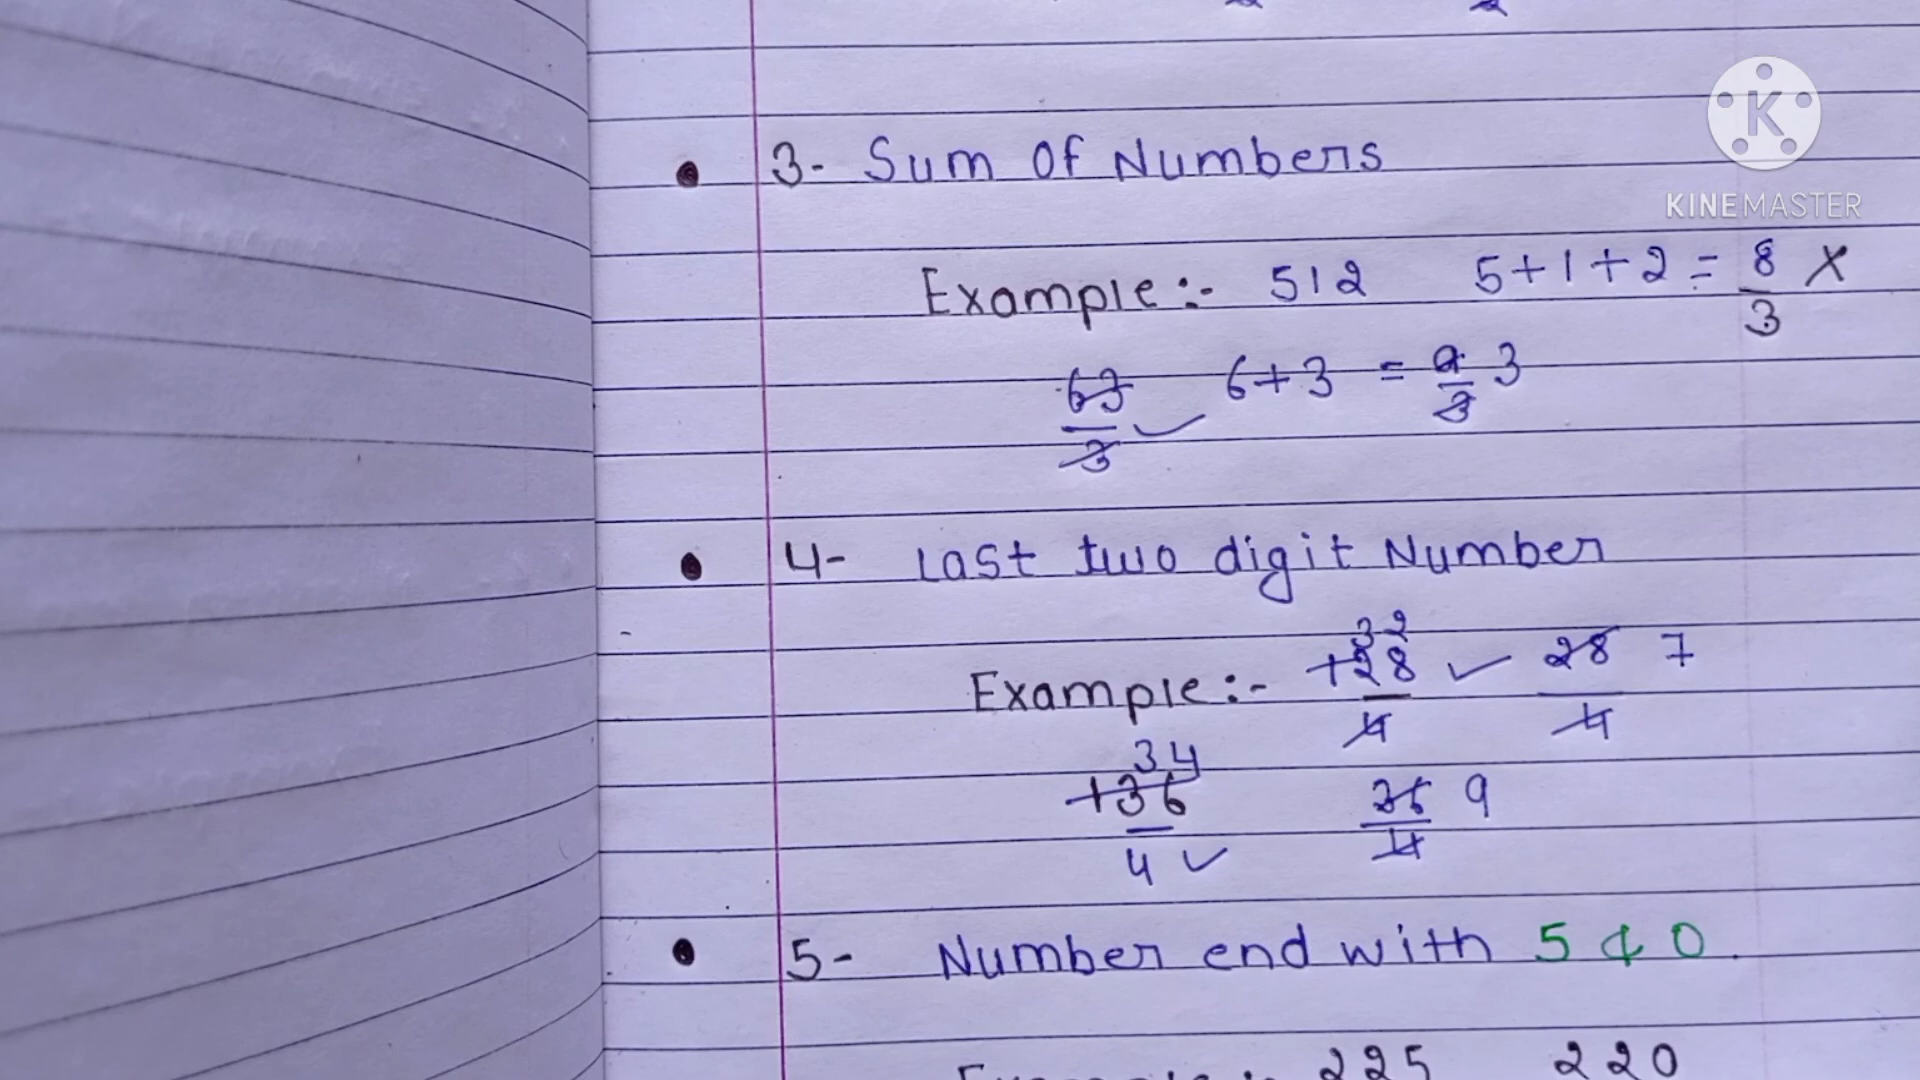 K
KINEMASTER
3- Sum Of Numbers
Example:- 512 5+1+2 = 8/3 X
63/3 ✓ 6+3 = 9/3 3
4- Last two digit Number
32
Example:- 128/4 ✓ 28/4 7
34
136/4 ✓ 36/4 9
5- Number end with 5 & 0.
225 220